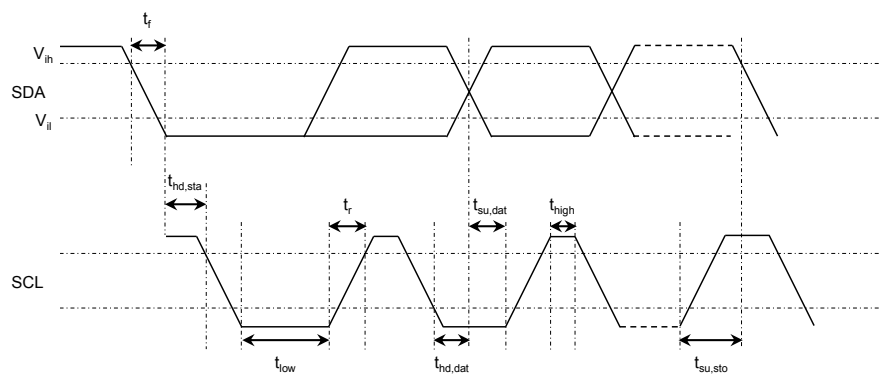 t_f
V_ih
SDA
V_il
t_hd,sta
t_r
t_su,dat
t_high
SCL
t_low
t_hd,dat
t_su,sto